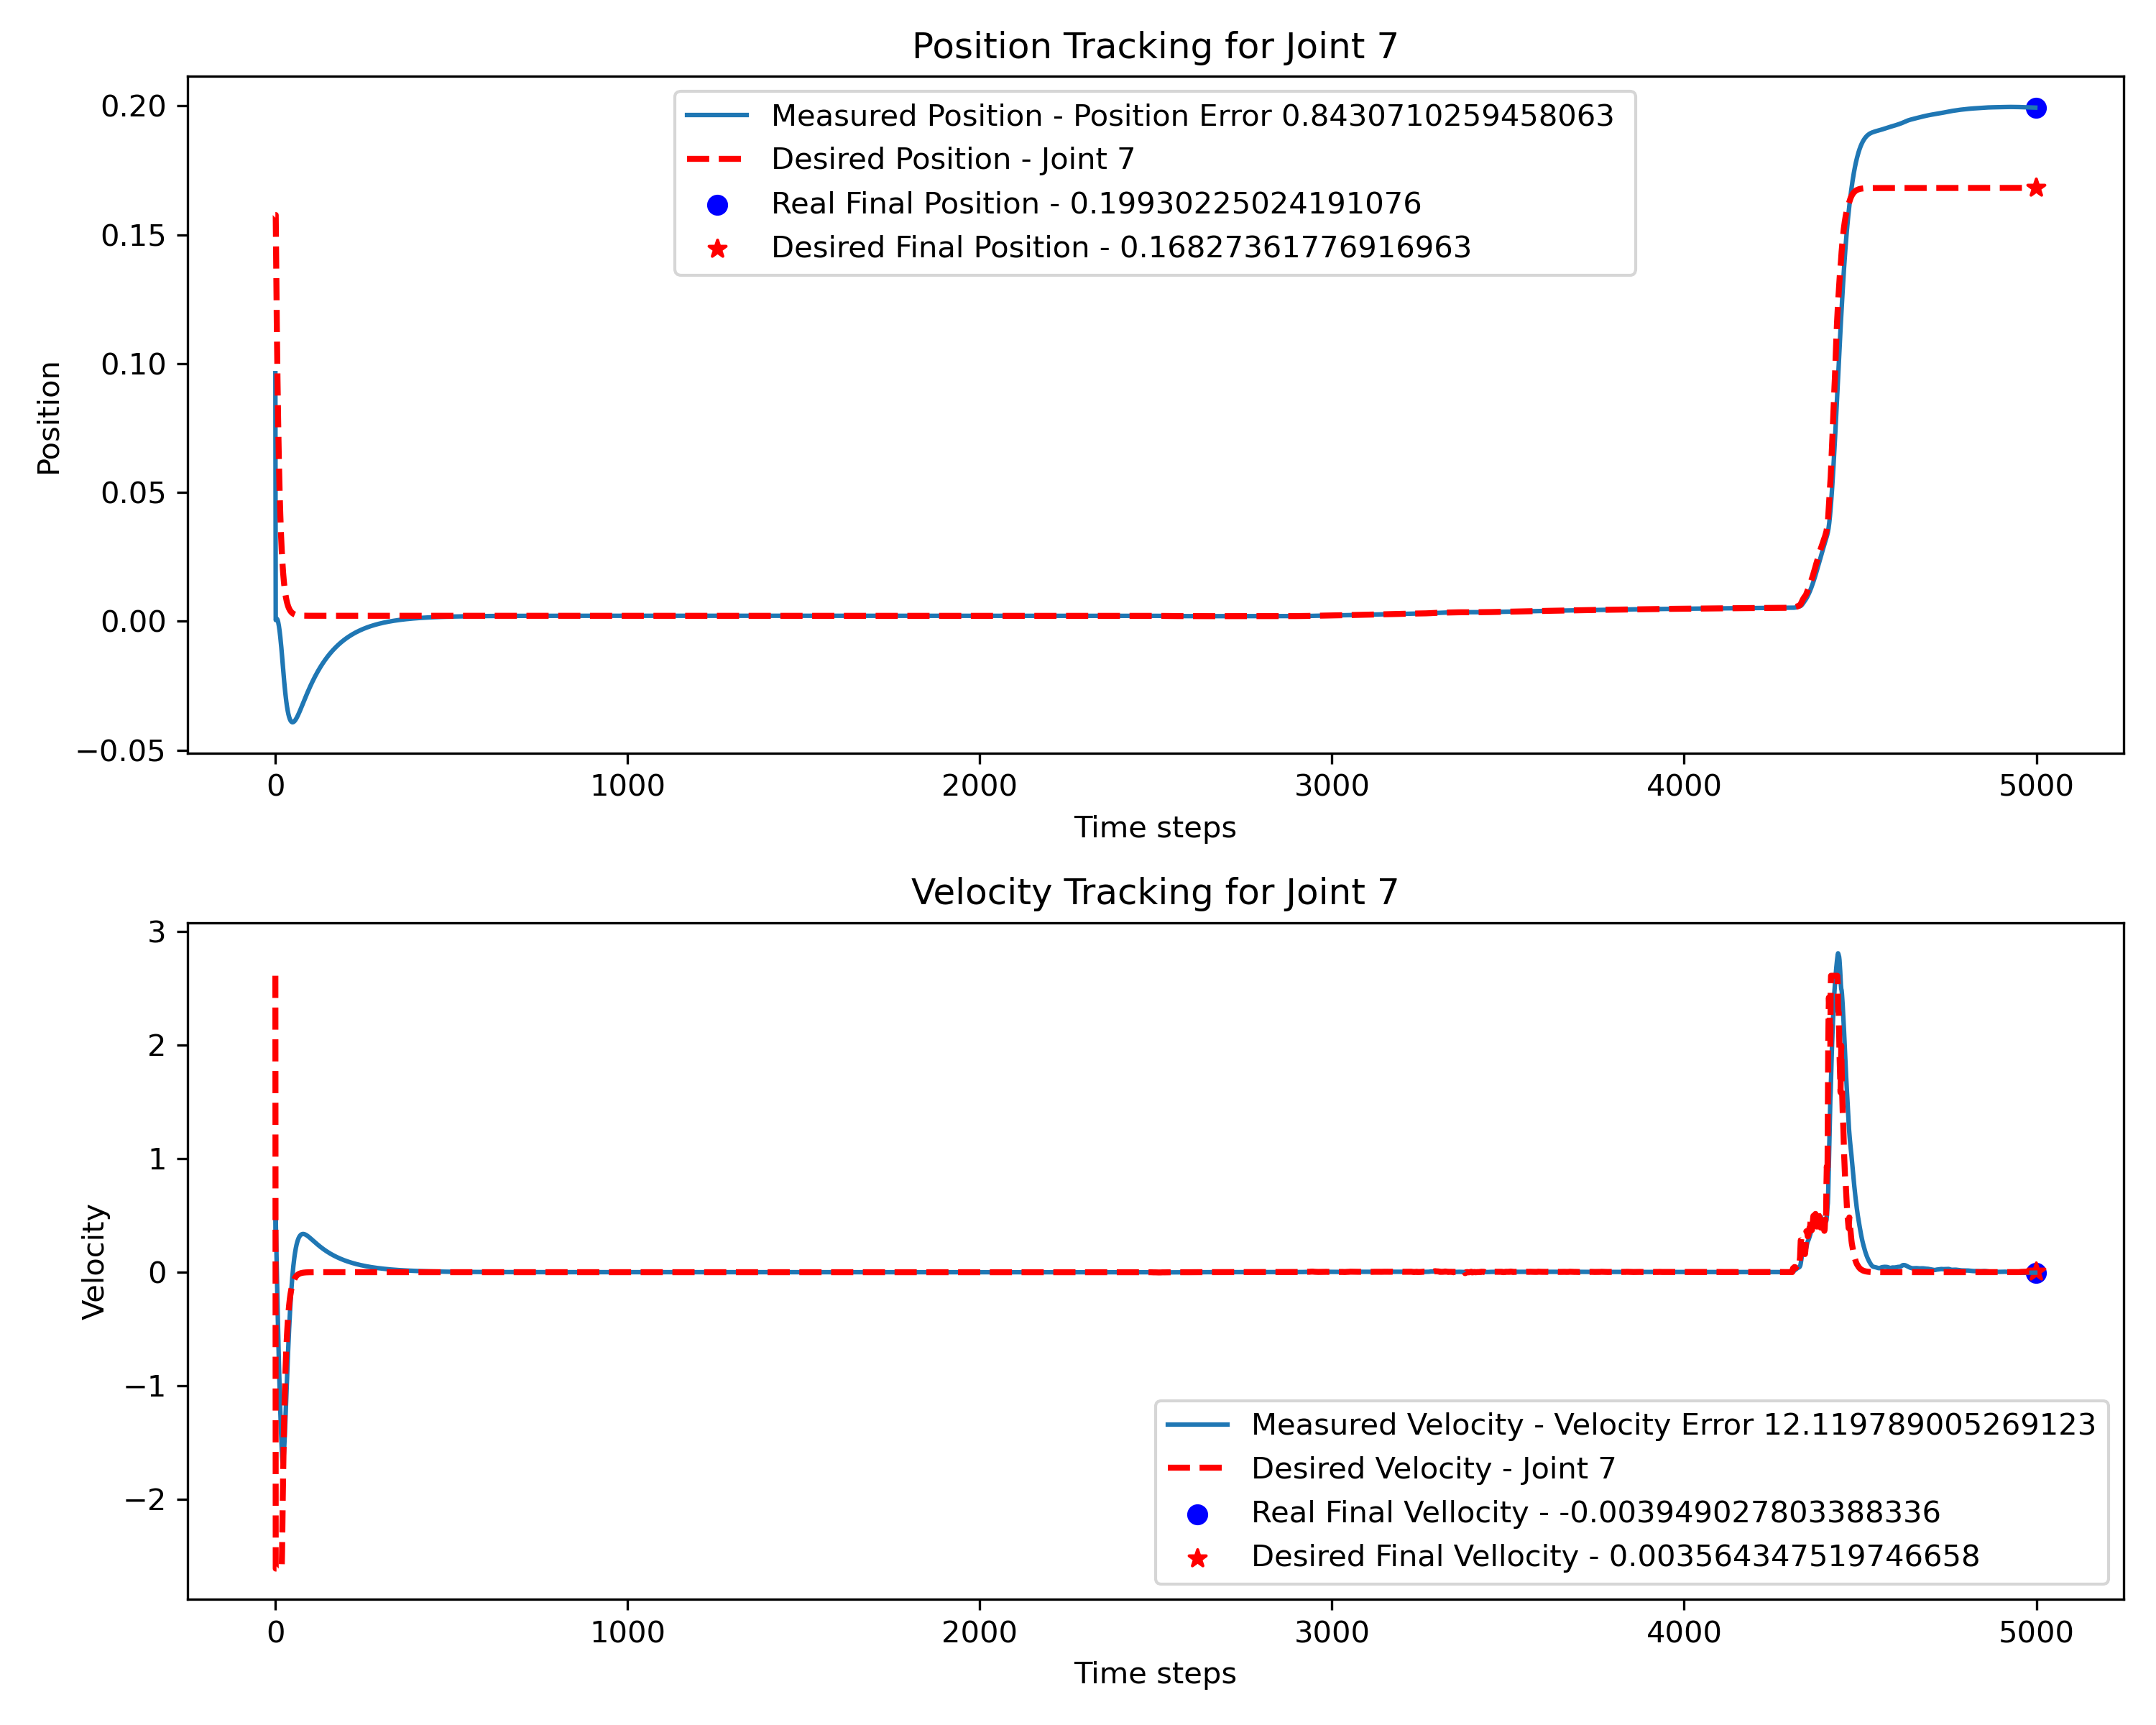 Position Tracking for Joint 7
0.20
0.15
0.10
0.05
0.00
−0.05
Position
Measured Position - Position Error 0.8430710259458063
Desired Position - Joint 7
Real Final Position - 0.19930225024191076
Desired Final Position - 0.16827361776916963
0 1000 2000 3000 4000 5000
Time steps
Velocity Tracking for Joint 7
3
2
1
0
−1
−2
Velocity
Measured Velocity - Velocity Error 12.119789005269123
Desired Velocity - Joint 7
Real Final Vellocity - -0.003949027803388336
Desired Final Vellocity - 0.003564347519746658
0 1000 2000 3000 4000 5000
Time steps